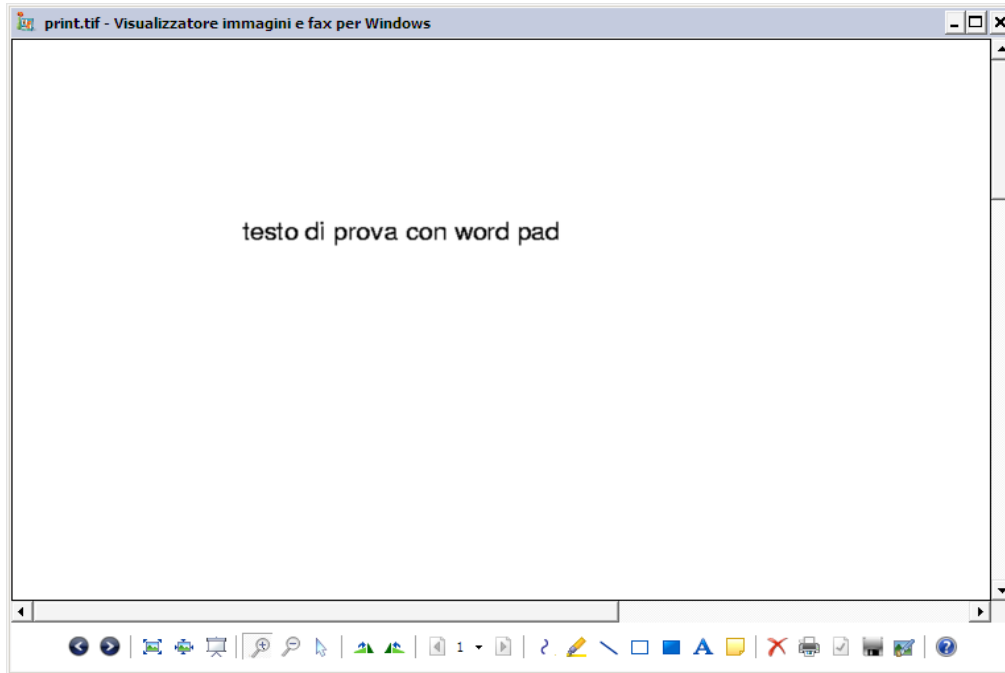 print.tif - Visualizzatore immagini e fax per Windows
testo di prova con word pad
1
A